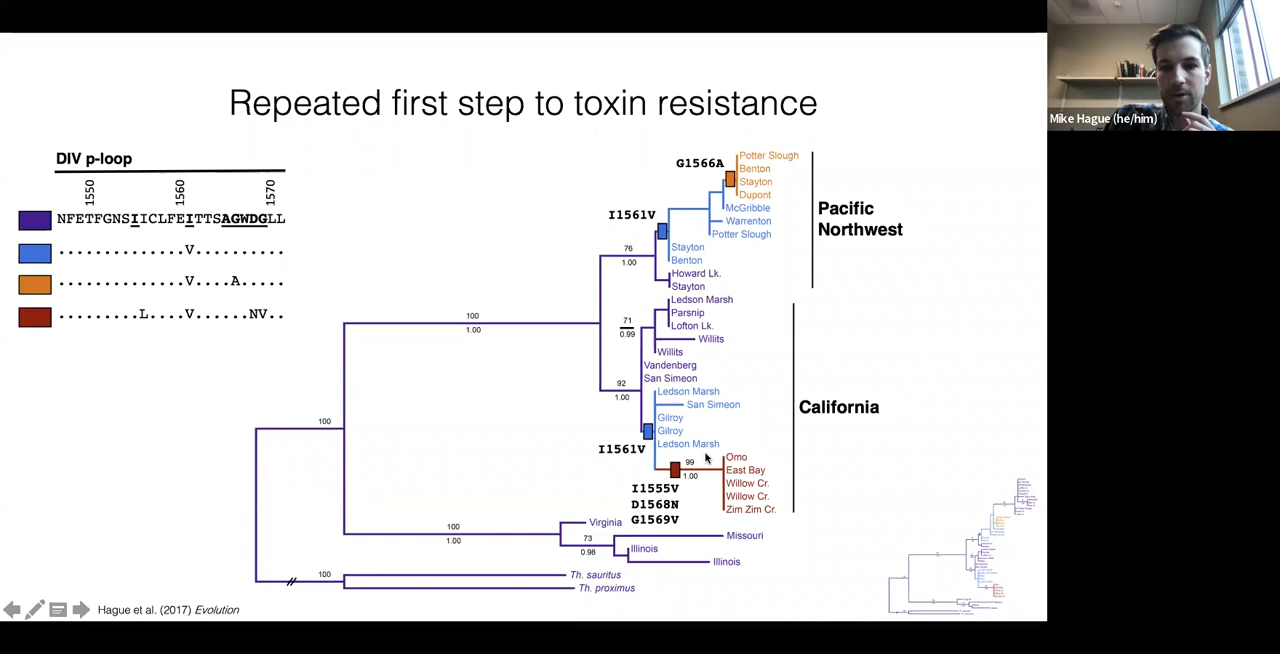 Mike Hague (he/him)
Repeated first step to toxin resistance
DIV p-loop
1550
1560
1570
NFETFGNSIICLFEITTSAGWDGLL
..............V..........
..............V....A.....
.........L....V......NV..
G1566A
I1561V
76
1.00
Potter Slough
Benton
Stayton
Dupont
McGribble
Warrenton
Potter Slough
Stayton
Benton
Howard Lk.
Stayton
Pacific
Northwest
100
1.00
71
0.99
92
1.00
Ledson Marsh
Parsnip
Lofton Lk.
Willits
Willits
Vandenberg
San Simeon
Ledson Marsh
San Simeon
Gilroy
Gilroy
Ledson Marsh
I1561V
California
99
1.00
Omo
East Bay
Willow Cr.
Willow Cr.
Zim Zim Cr.
I1555V
D1568N
G1569V
100
100
1.00
Virginia
73
0.98
Missouri
Illinois
Illinois
100
Th. sauritus
Th. proximus
Hague et al. (2017) Evolution